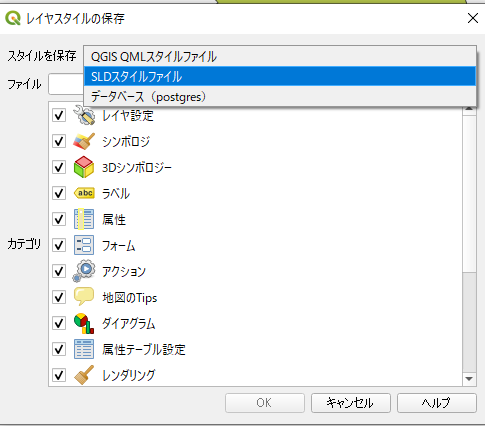 レイヤスタイルの保存
スタイルを保存
QGIS QMLスタイルファイル
SLDスタイルファイル
データベース（postgres）
ファイル
カテゴリ
レイヤ設定
シンボロジ
3Dシンボロジー
abc ラベル
属性
フォーム
アクション
地図のTips
ダイアグラム
属性テーブル設定
レンダリング
OK
キャンセル
ヘルプ